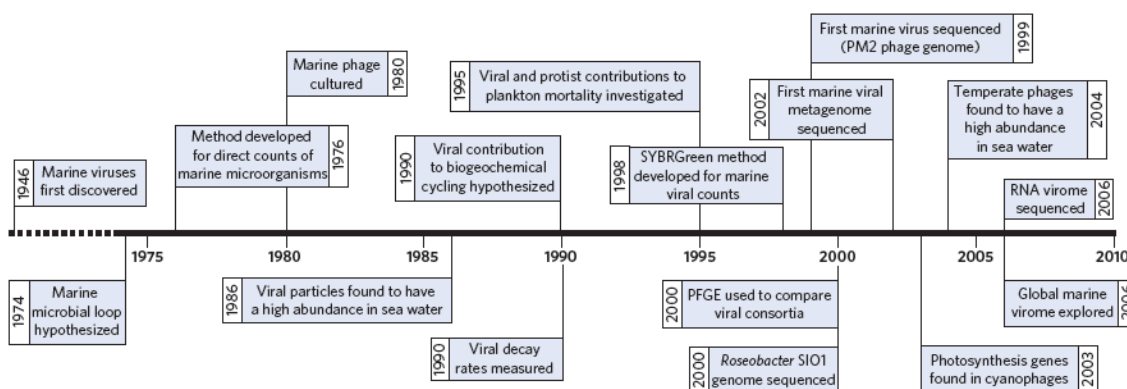 1946
Marine viruses
first discovered
Method developed
for direct counts of
marine microorganisms
1976
Marine phage
cultured
1980
1990
Viral contribution
to biogeochemical
cycling hypothesized
1995
Viral and protist contributions to
plankton mortality investigated
1998
SYBRGreen method
developed for marine
viral counts
2002
First marine viral
metagenome
sequenced
First marine virus sequenced
(PM2 phage genome)
1999
Temperate phages
found to have a
high abundance
in sea water
2004
RNA virome
sequenced
2006
1975
1980
1985
1990
1995
2000
2005
2010
1974
Marine
microbial loop
hypothesized
1986
Viral particles found to have
a high abundance in sea water
1990
Viral decay
rates measured
2000
PFGE used to compare
viral consortia
2000
Roseobacter SIO1
genome sequenced
Photosynthesis genes
found in cyanophages
2003
Global marine
virome explored
2006